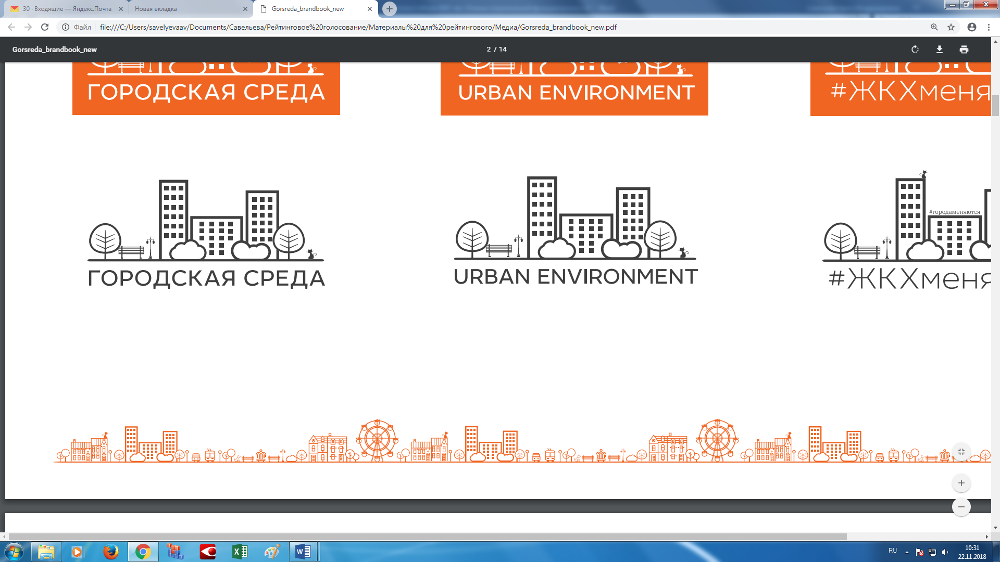 30 · Входящие — Яндекс.Почта
Новая вкладка
Gorsreda_brandbook_new
Файл
file:///C:/Users/savelyevaav/Documents/Савельева/Рейтинговое%20голосование/Материалы%20для%20рейтингового/Медиа/Gorsreda_brandbook_new.pdf
Gorsreda_brandbook_new
2 / 14
ГОРОДСКАЯ СРЕДА
URBAN ENVIRONMENT
#ЖКХменя
#городаменяются
ГОРОДСКАЯ СРЕДА
URBAN ENVIRONMENT
#ЖКХменя
RU
10:31
22.11.2018